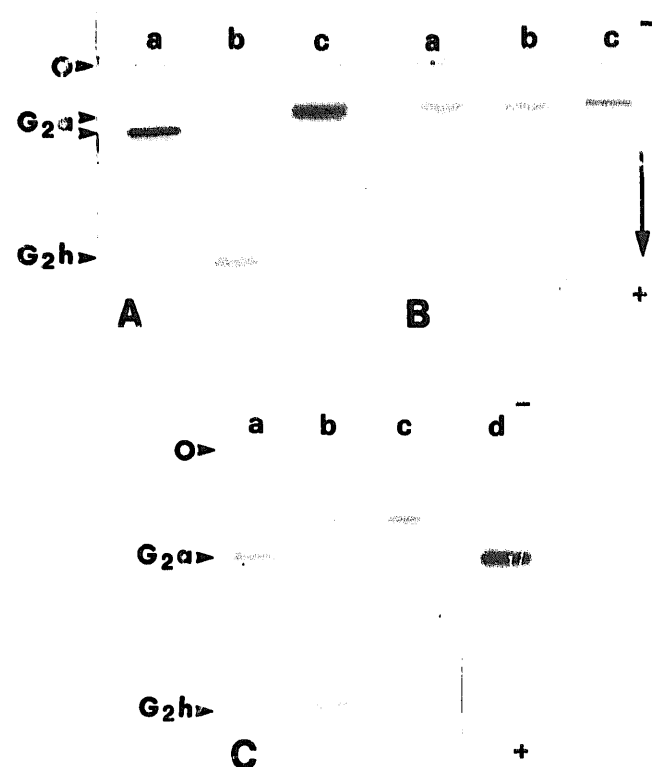 a b c a b c −
O
G₂a
G₂h
+
A B
a b c d −
O
G₂a
G₂h
C +